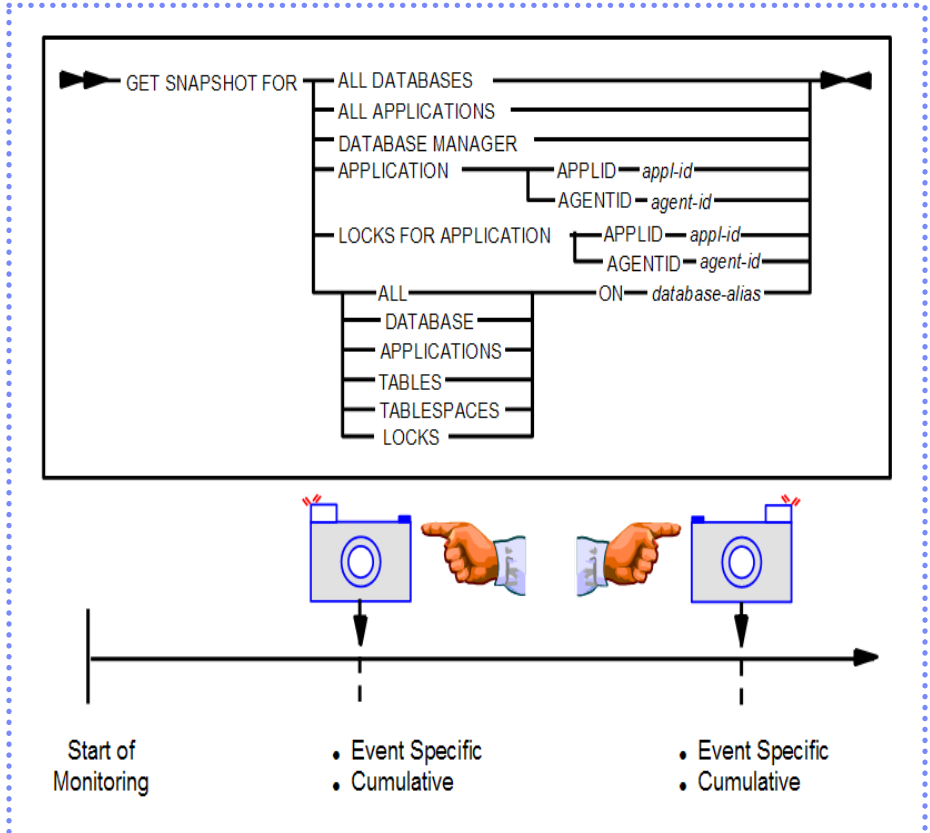 GET SNAPSHOT FOR ALL DATABASES
ALL APPLICATIONS
DATABASE MANAGER
APPLICATION APPLID appl-id
AGENTID agent-id
LOCKS FOR APPLICATION APPLID appl-id
AGENTID agent-id
ALL ON database-alias
DATABASE
APPLICATIONS
TABLES
TABLESPACES
LOCKS
Start of
Monitoring
• Event Specific
• Cumulative
• Event Specific
• Cumulative